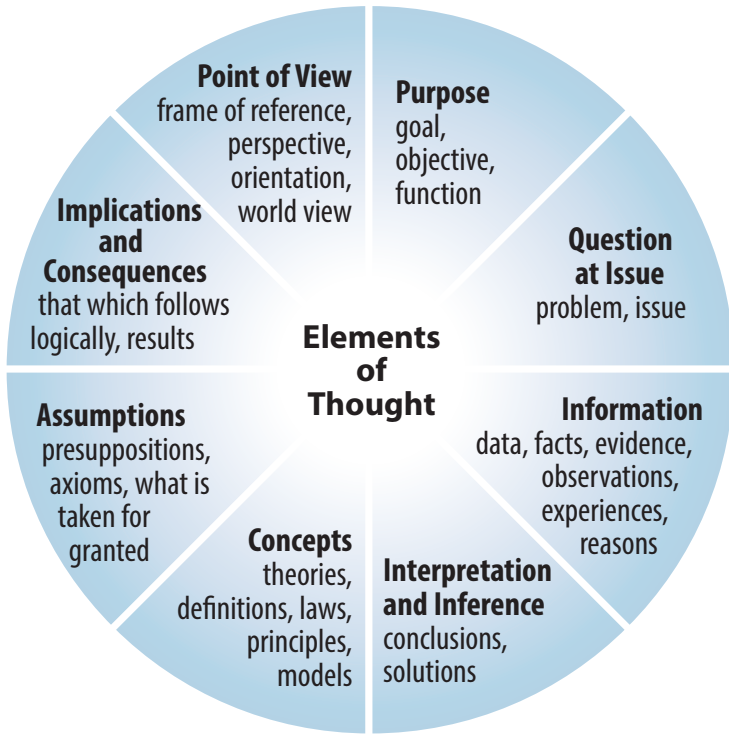 Elements
of
Thought
Point of View
frame of reference,
perspective,
orientation,
world view
Purpose
goal,
objective,
function
Question
at Issue
problem, issue
Information
data, facts, evidence,
observations,
experiences,
reasons
Interpretation
and Inference
conclusions,
solutions
Concepts
theories,
definitions, laws,
principles,
models
Assumptions
presuppositions,
axioms, what is
taken for
granted
Implications
and
Consequences
that which follows
logically, results